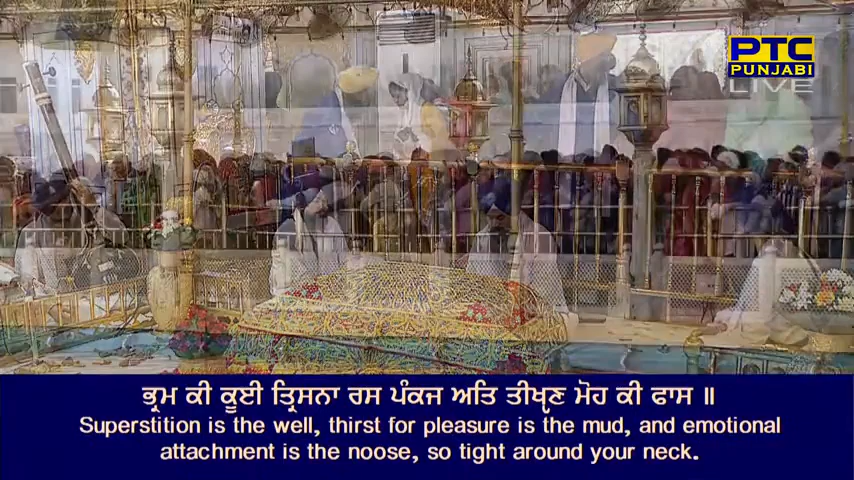 PTC
PUNJABI
LIVE
ਭ੍ਰਮ ਕੀ ਕੂਈ ਤ੍ਰਿਸਨਾ ਰਸ ਪੰਕਜ ਅਤਿ ਤੀਖ੍ਯ੍ਯਣ ਮੋਹ ਕੀ ਫਾਸ ॥
Superstition is the well, thirst for pleasure is the mud, and emotional
attachment is the noose, so tight around your neck.